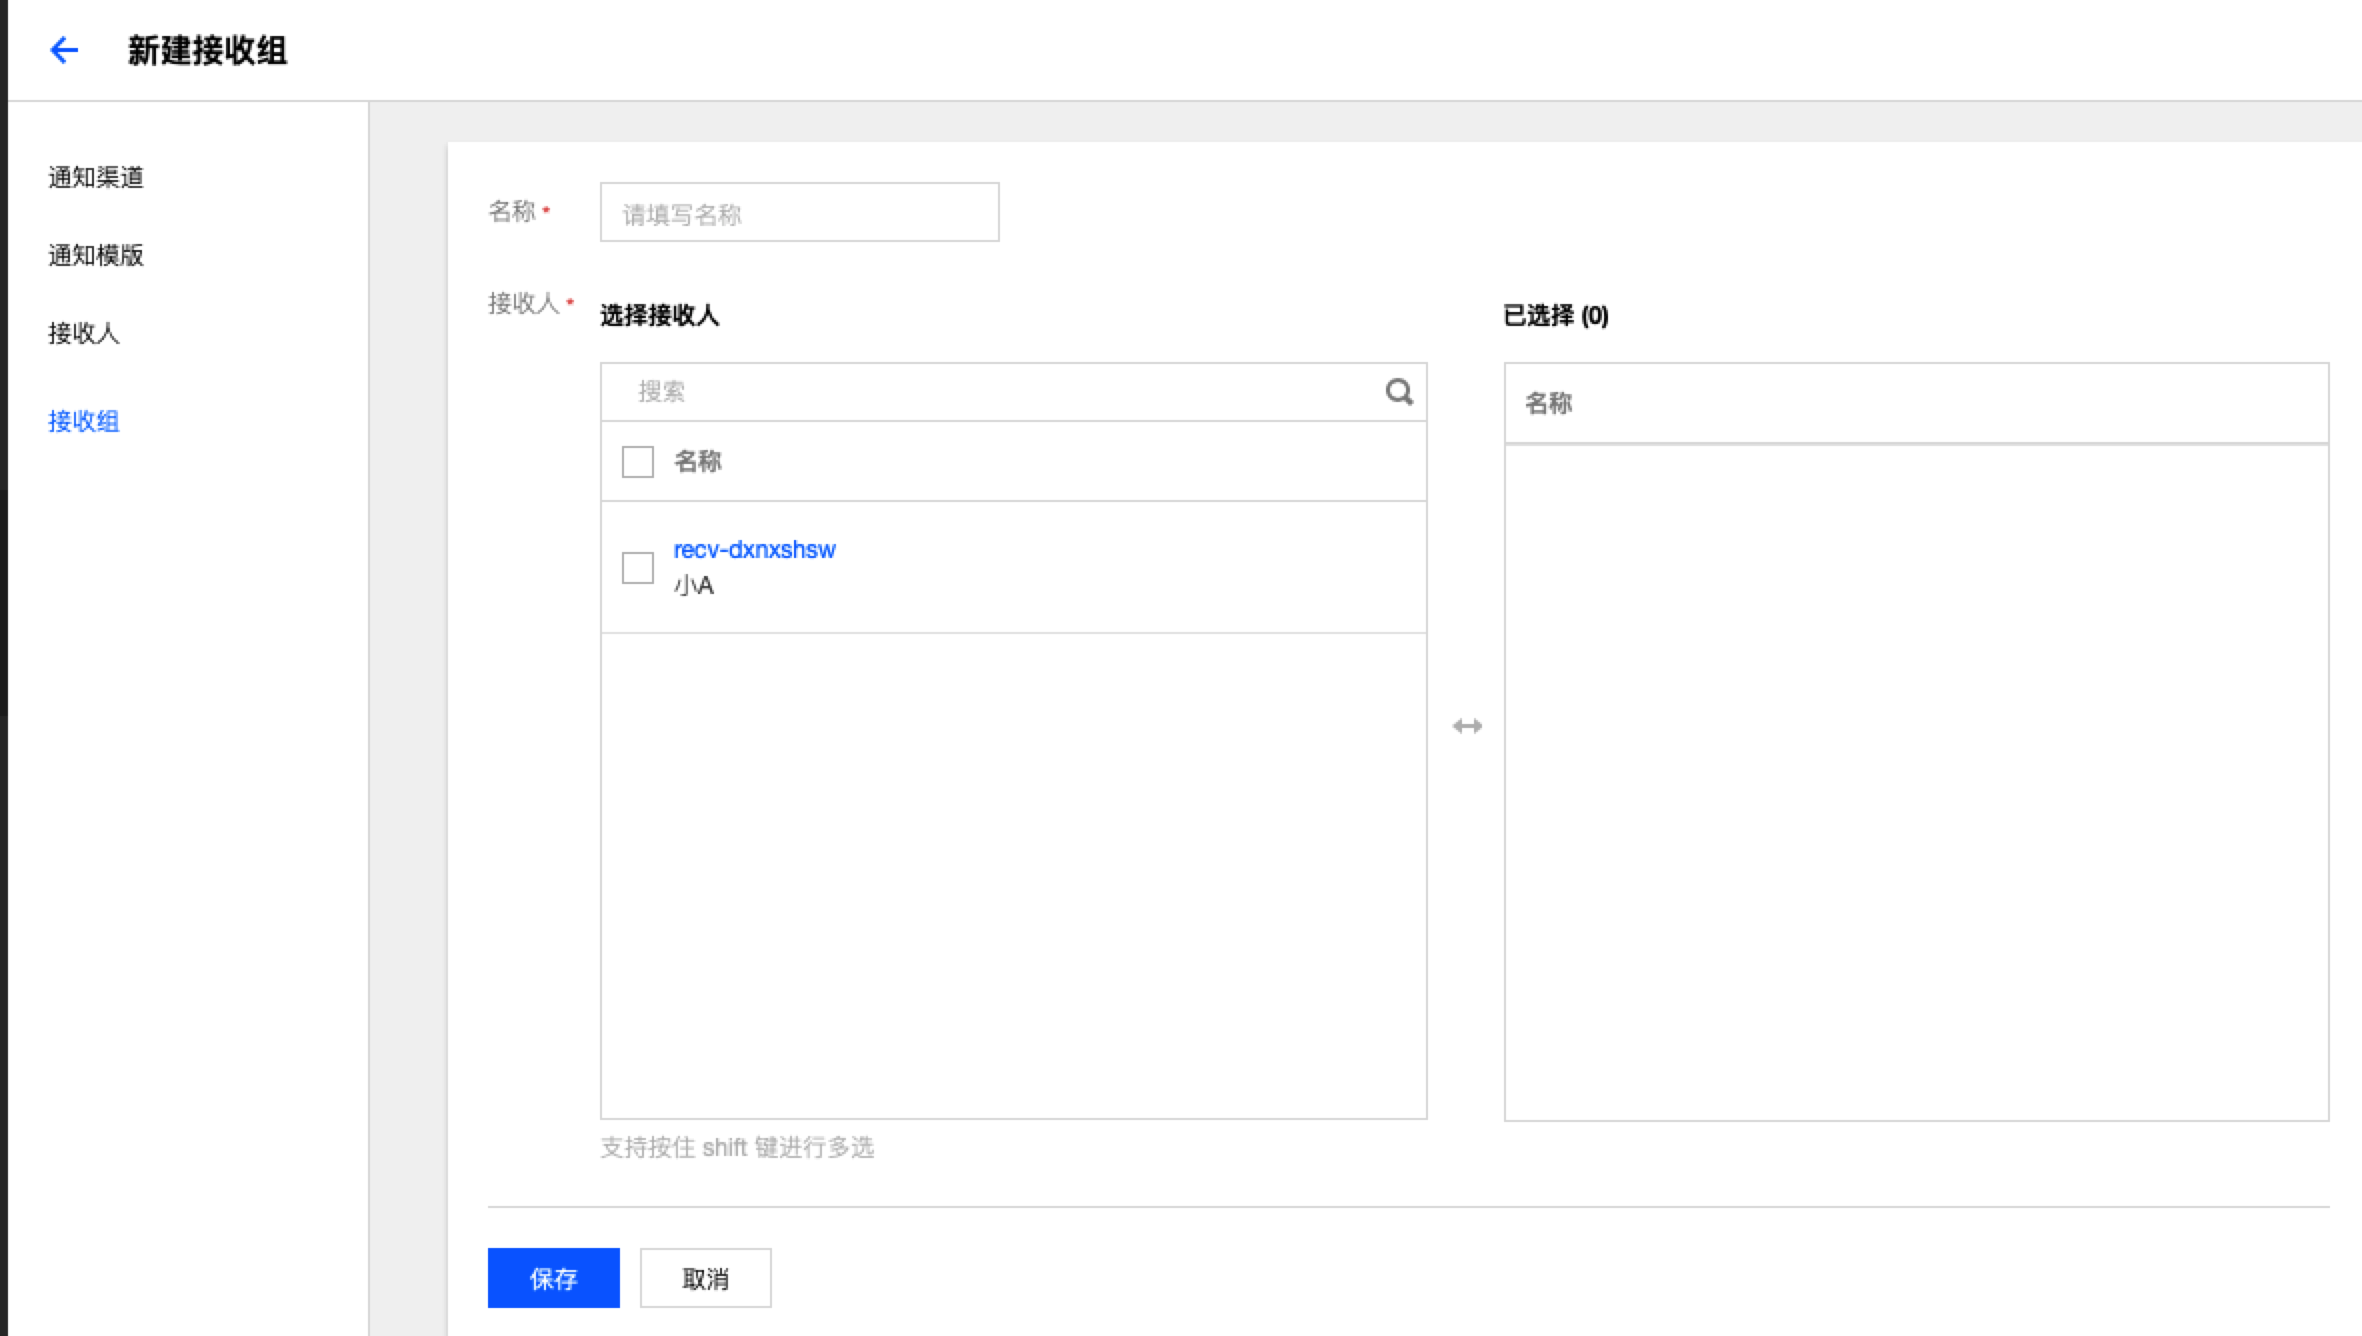 新建接收组
通知渠道
通知模版
接收人
接收组
名称 *
请填写名称
接收人 *
选择接收人
搜索
名称
recv-dxnxshsw
小A
支持按住 shift 键进行多选
已选择 (0)
名称
保存
取消